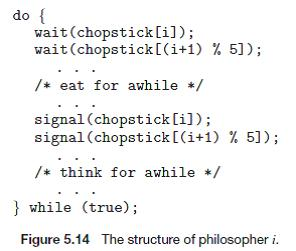 do {
wait(chopstick[i]);
wait(chopstick[(i+1) % 5]);
. . .
/* eat for awhile */
. . .
signal(chopstick[i]);
signal(chopstick[(i+1) % 5]);
. . .
/* think for awhile */
. . .
} while (true);
Figure 5.14 The structure of philosopher i.